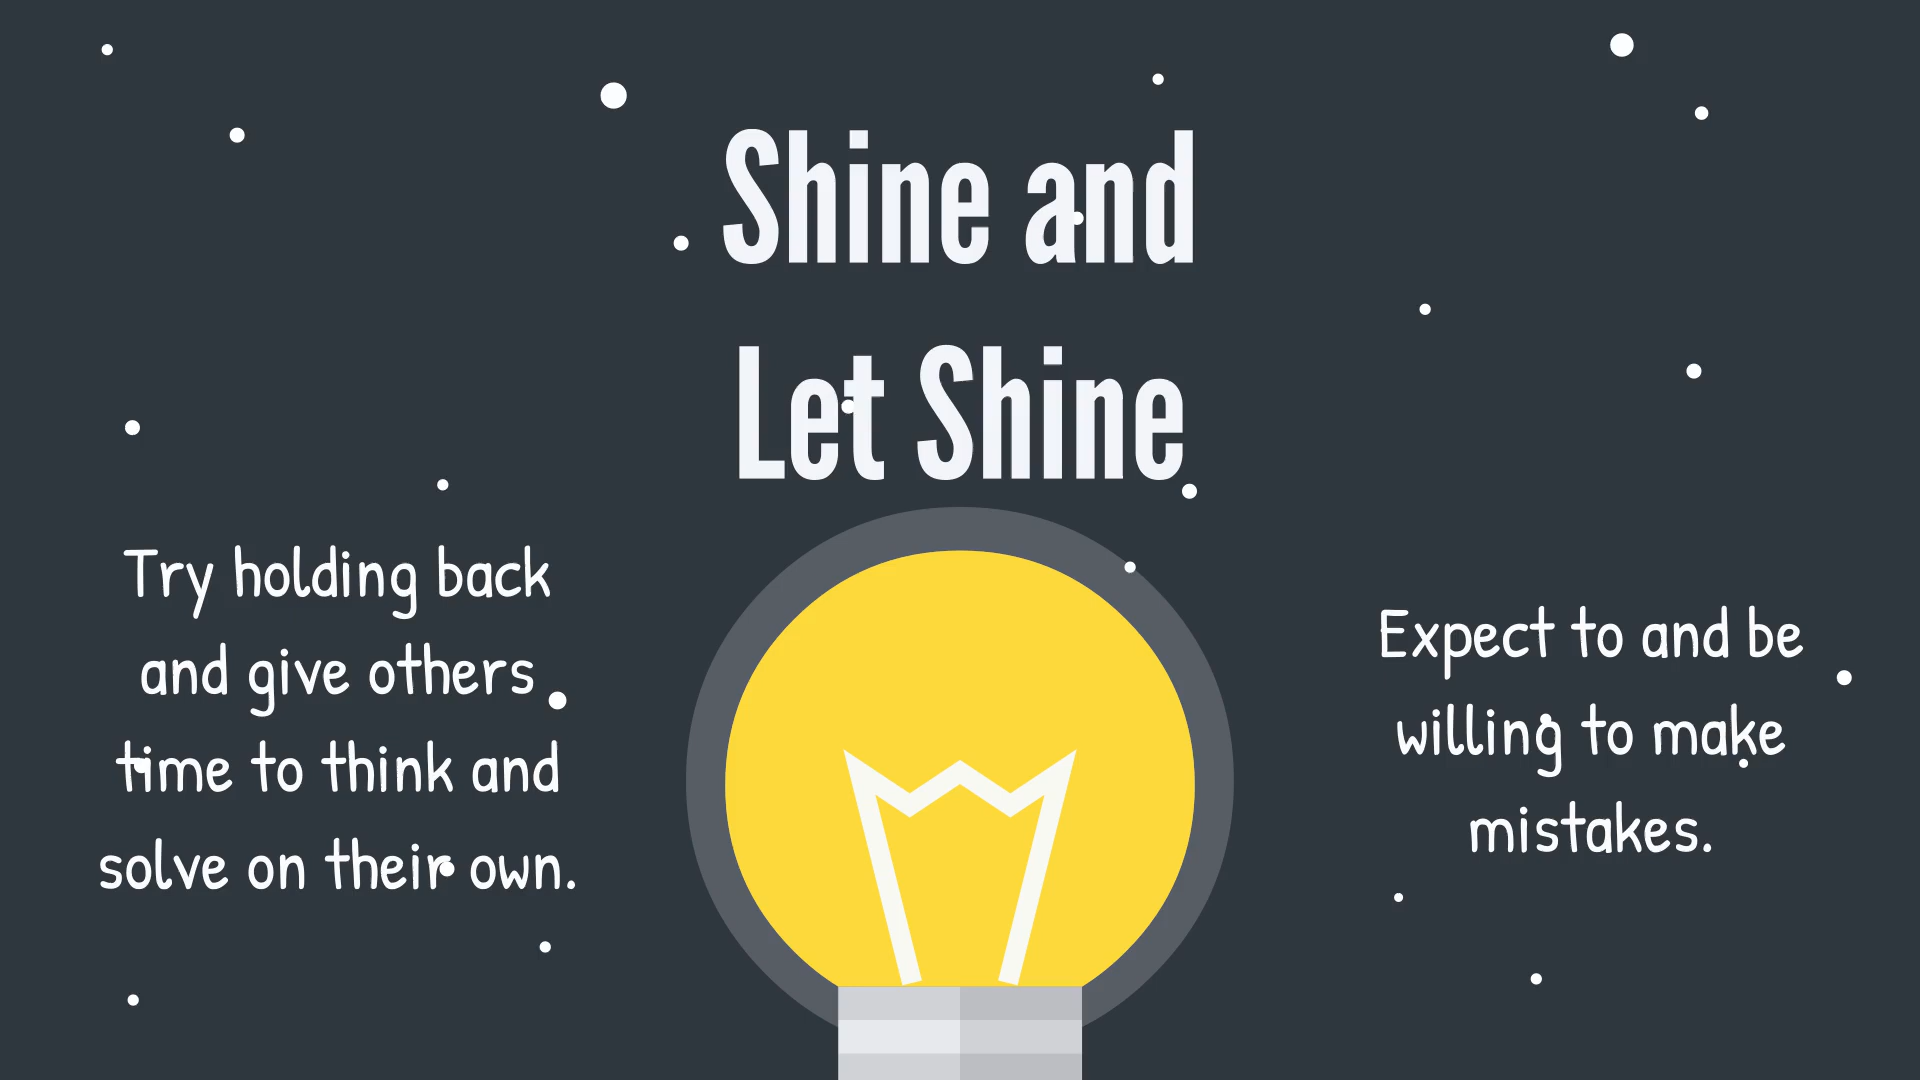 Shine and
Let Shine
Try holding back
and give others
time to think and
solve on their own.
Expect to and be
willing to make
mistakes.